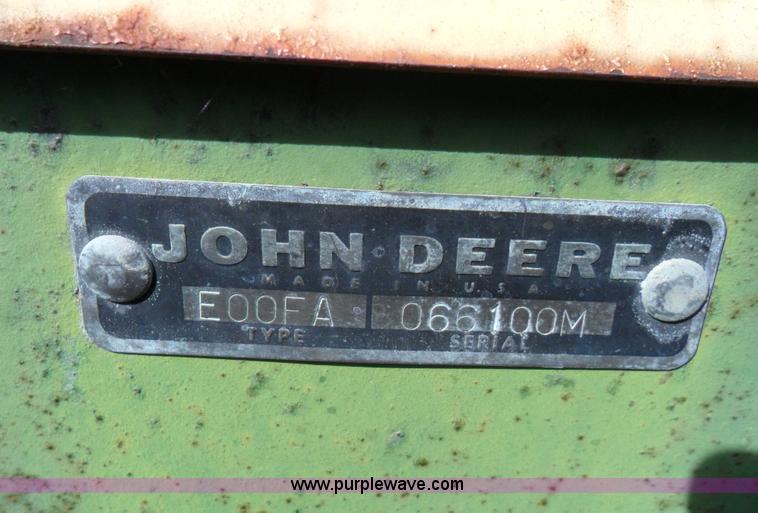 JOHN DEERE
MADE IN U.S.A.
E00FA 066100M
TYPE SERIAL
www.purplewave.com